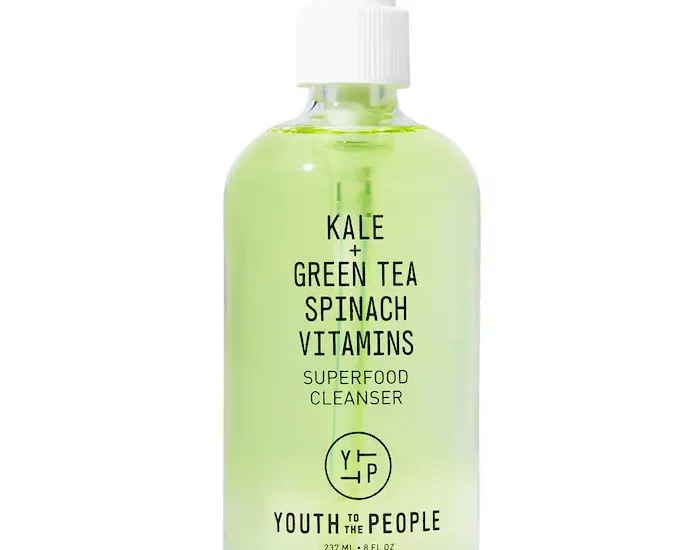 KALE
+
GREEN TEA
SPINACH
VITAMINS
SUPERFOOD
CLEANSER
Y T P T
YOUTH TO THE PEOPLE
237 ML • 8 FL OZ